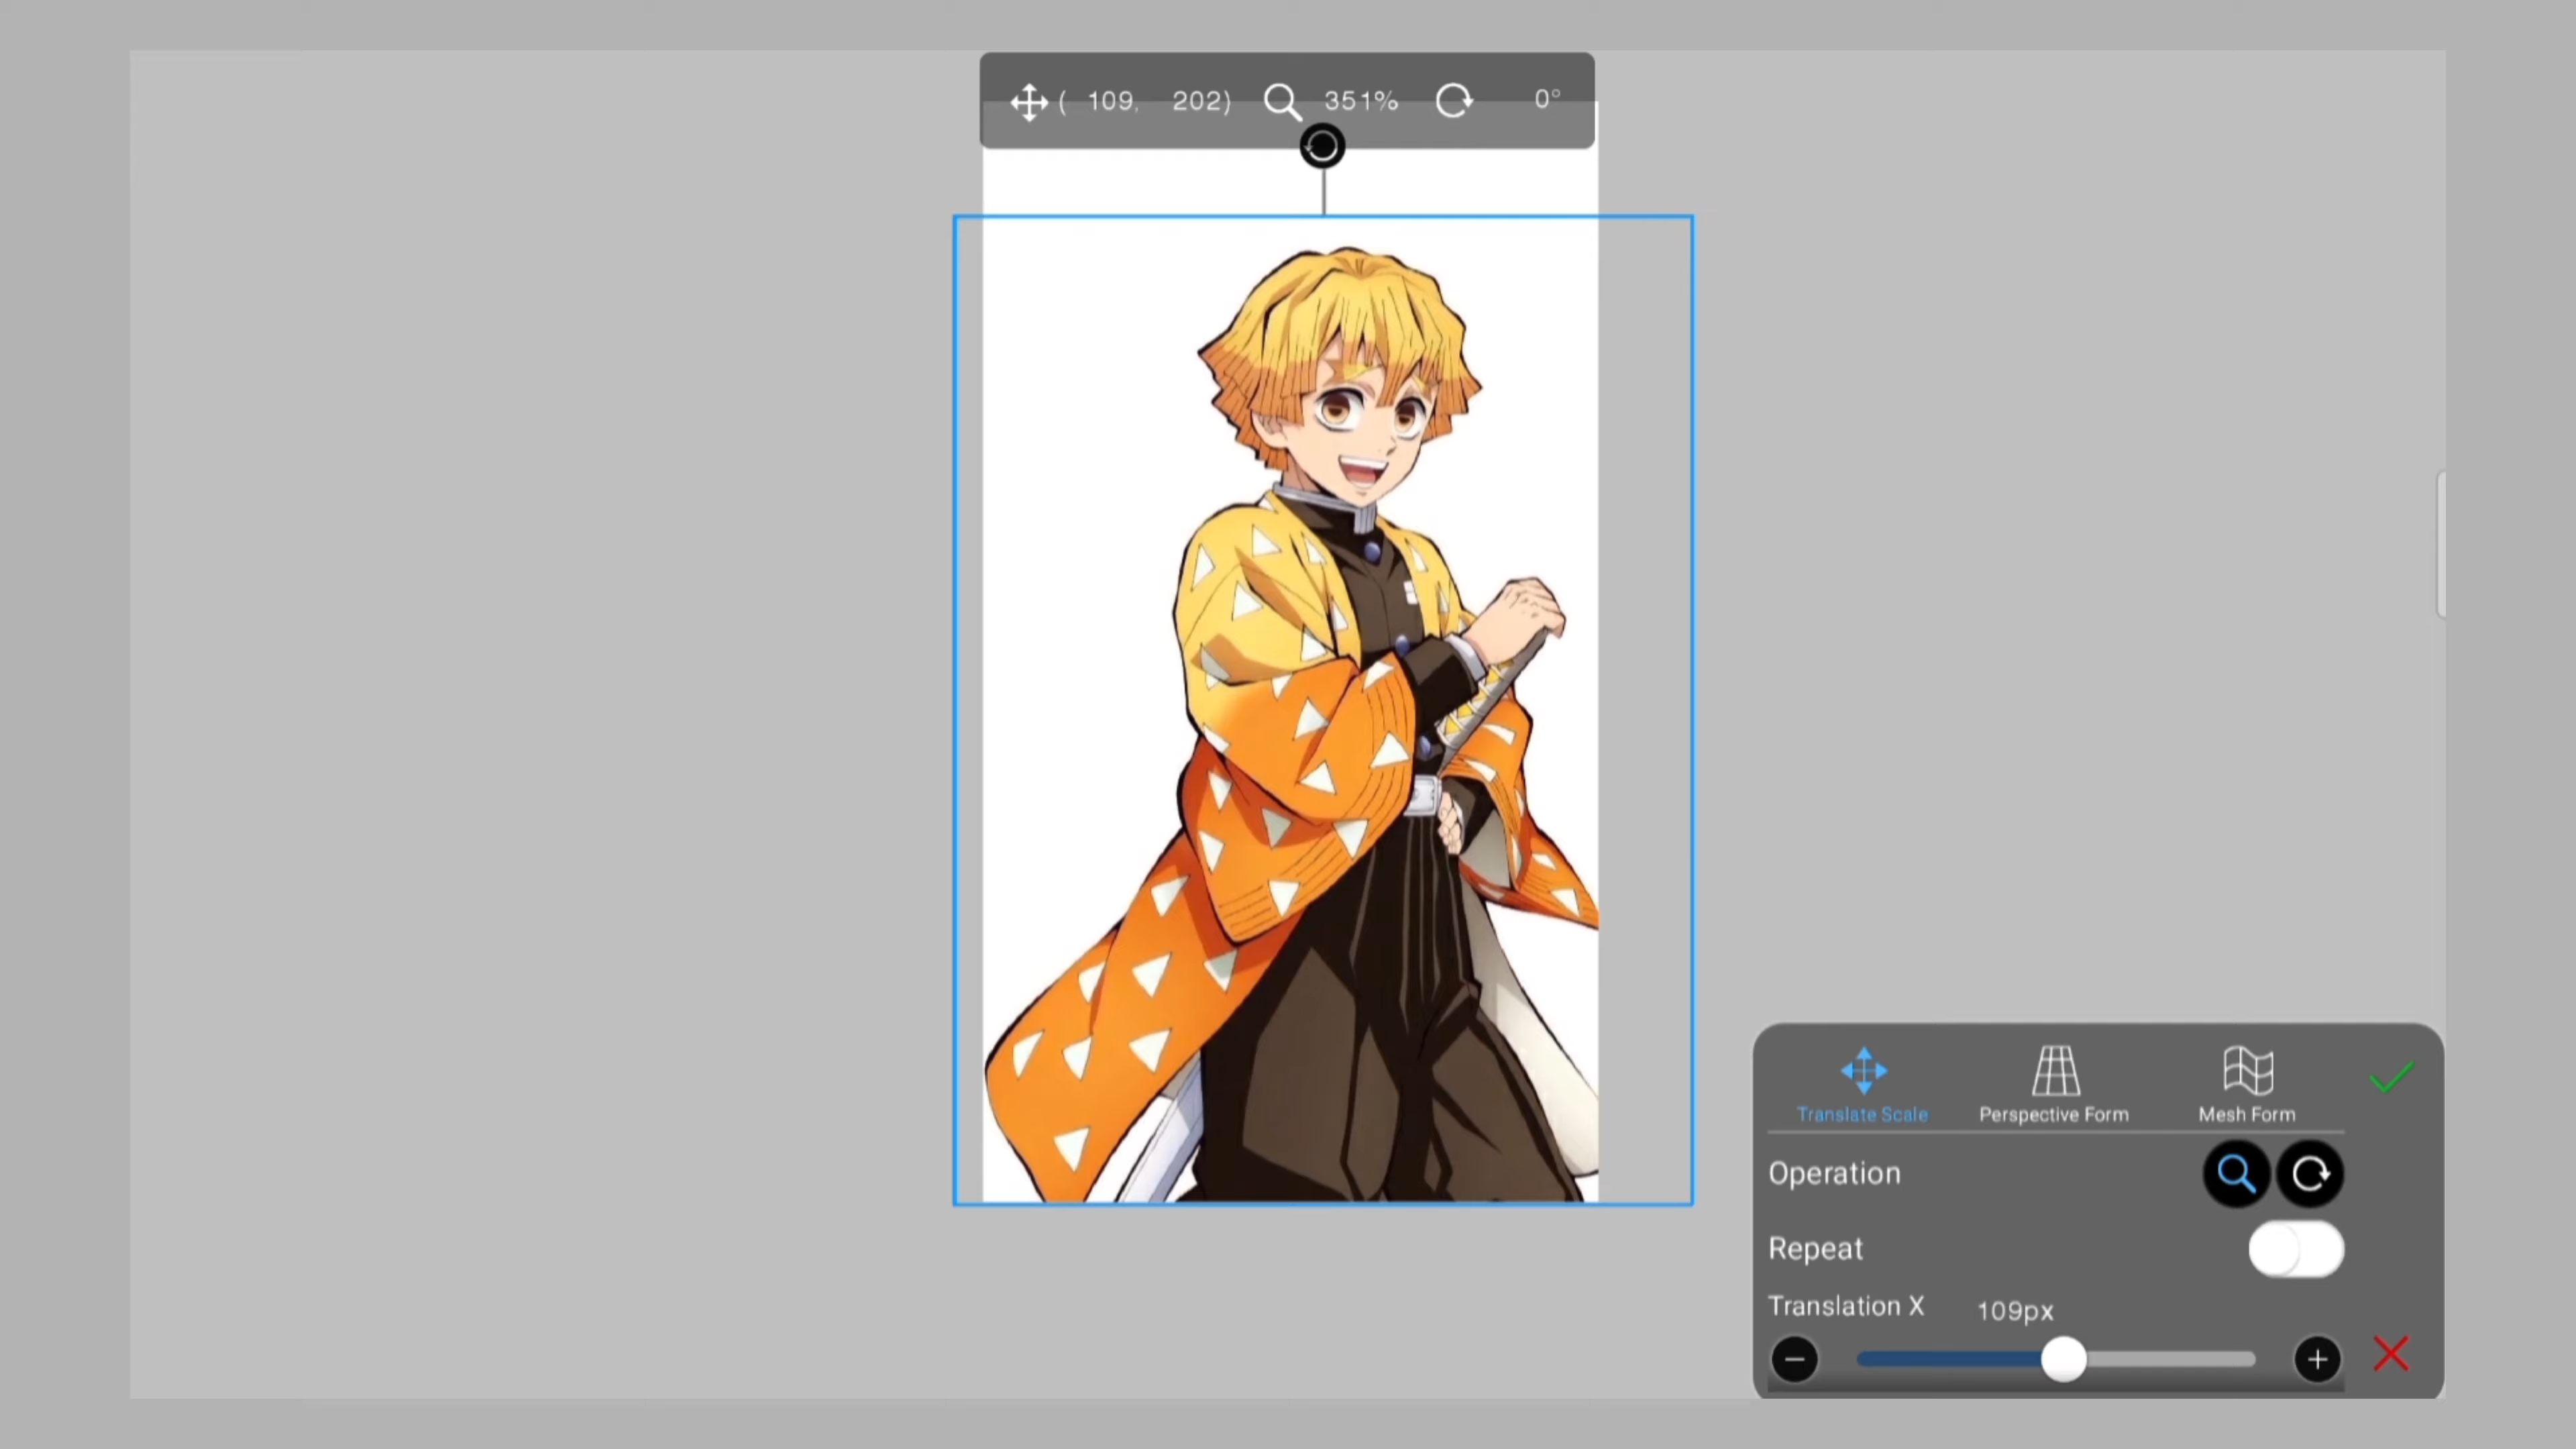 ( 109, 202) 351% 0°
Translate Scale Perspective Form Mesh Form
Operation
Repeat
Translation X 109px